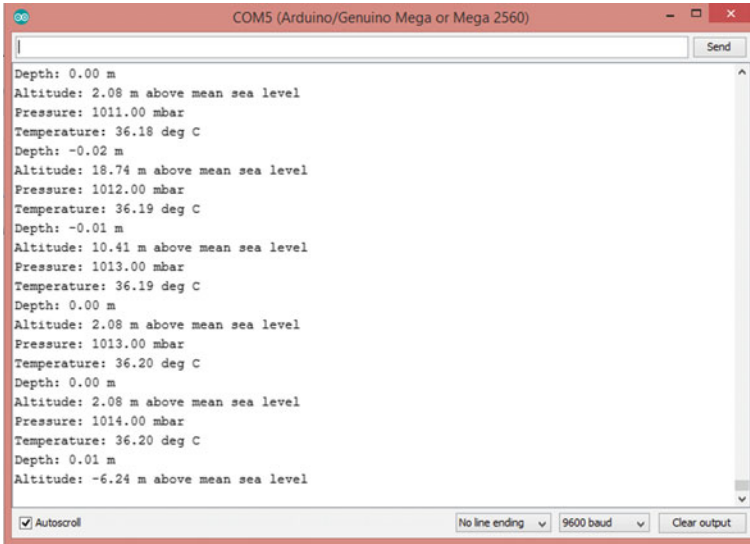 COM5 (Arduino/Genuino Mega or Mega 2560)
Send
Depth: 0.00 m
Altitude: 2.08 m above mean sea level
Pressure: 1011.00 mbar
Temperature: 36.18 deg C
Depth: -0.02 m
Altitude: 18.74 m above mean sea level
Pressure: 1012.00 mbar
Temperature: 36.19 deg C
Depth: -0.01 m
Altitude: 10.41 m above mean sea level
Pressure: 1013.00 mbar
Temperature: 36.19 deg C
Depth: 0.00 m
Altitude: 2.08 m above mean sea level
Pressure: 1013.00 mbar
Temperature: 36.20 deg C
Depth: 0.00 m
Altitude: 2.08 m above mean sea level
Pressure: 1014.00 mbar
Temperature: 36.20 deg C
Depth: 0.01 m
Altitude: -6.24 m above mean sea level
Autoscroll No line ending 9600 baud Clear output